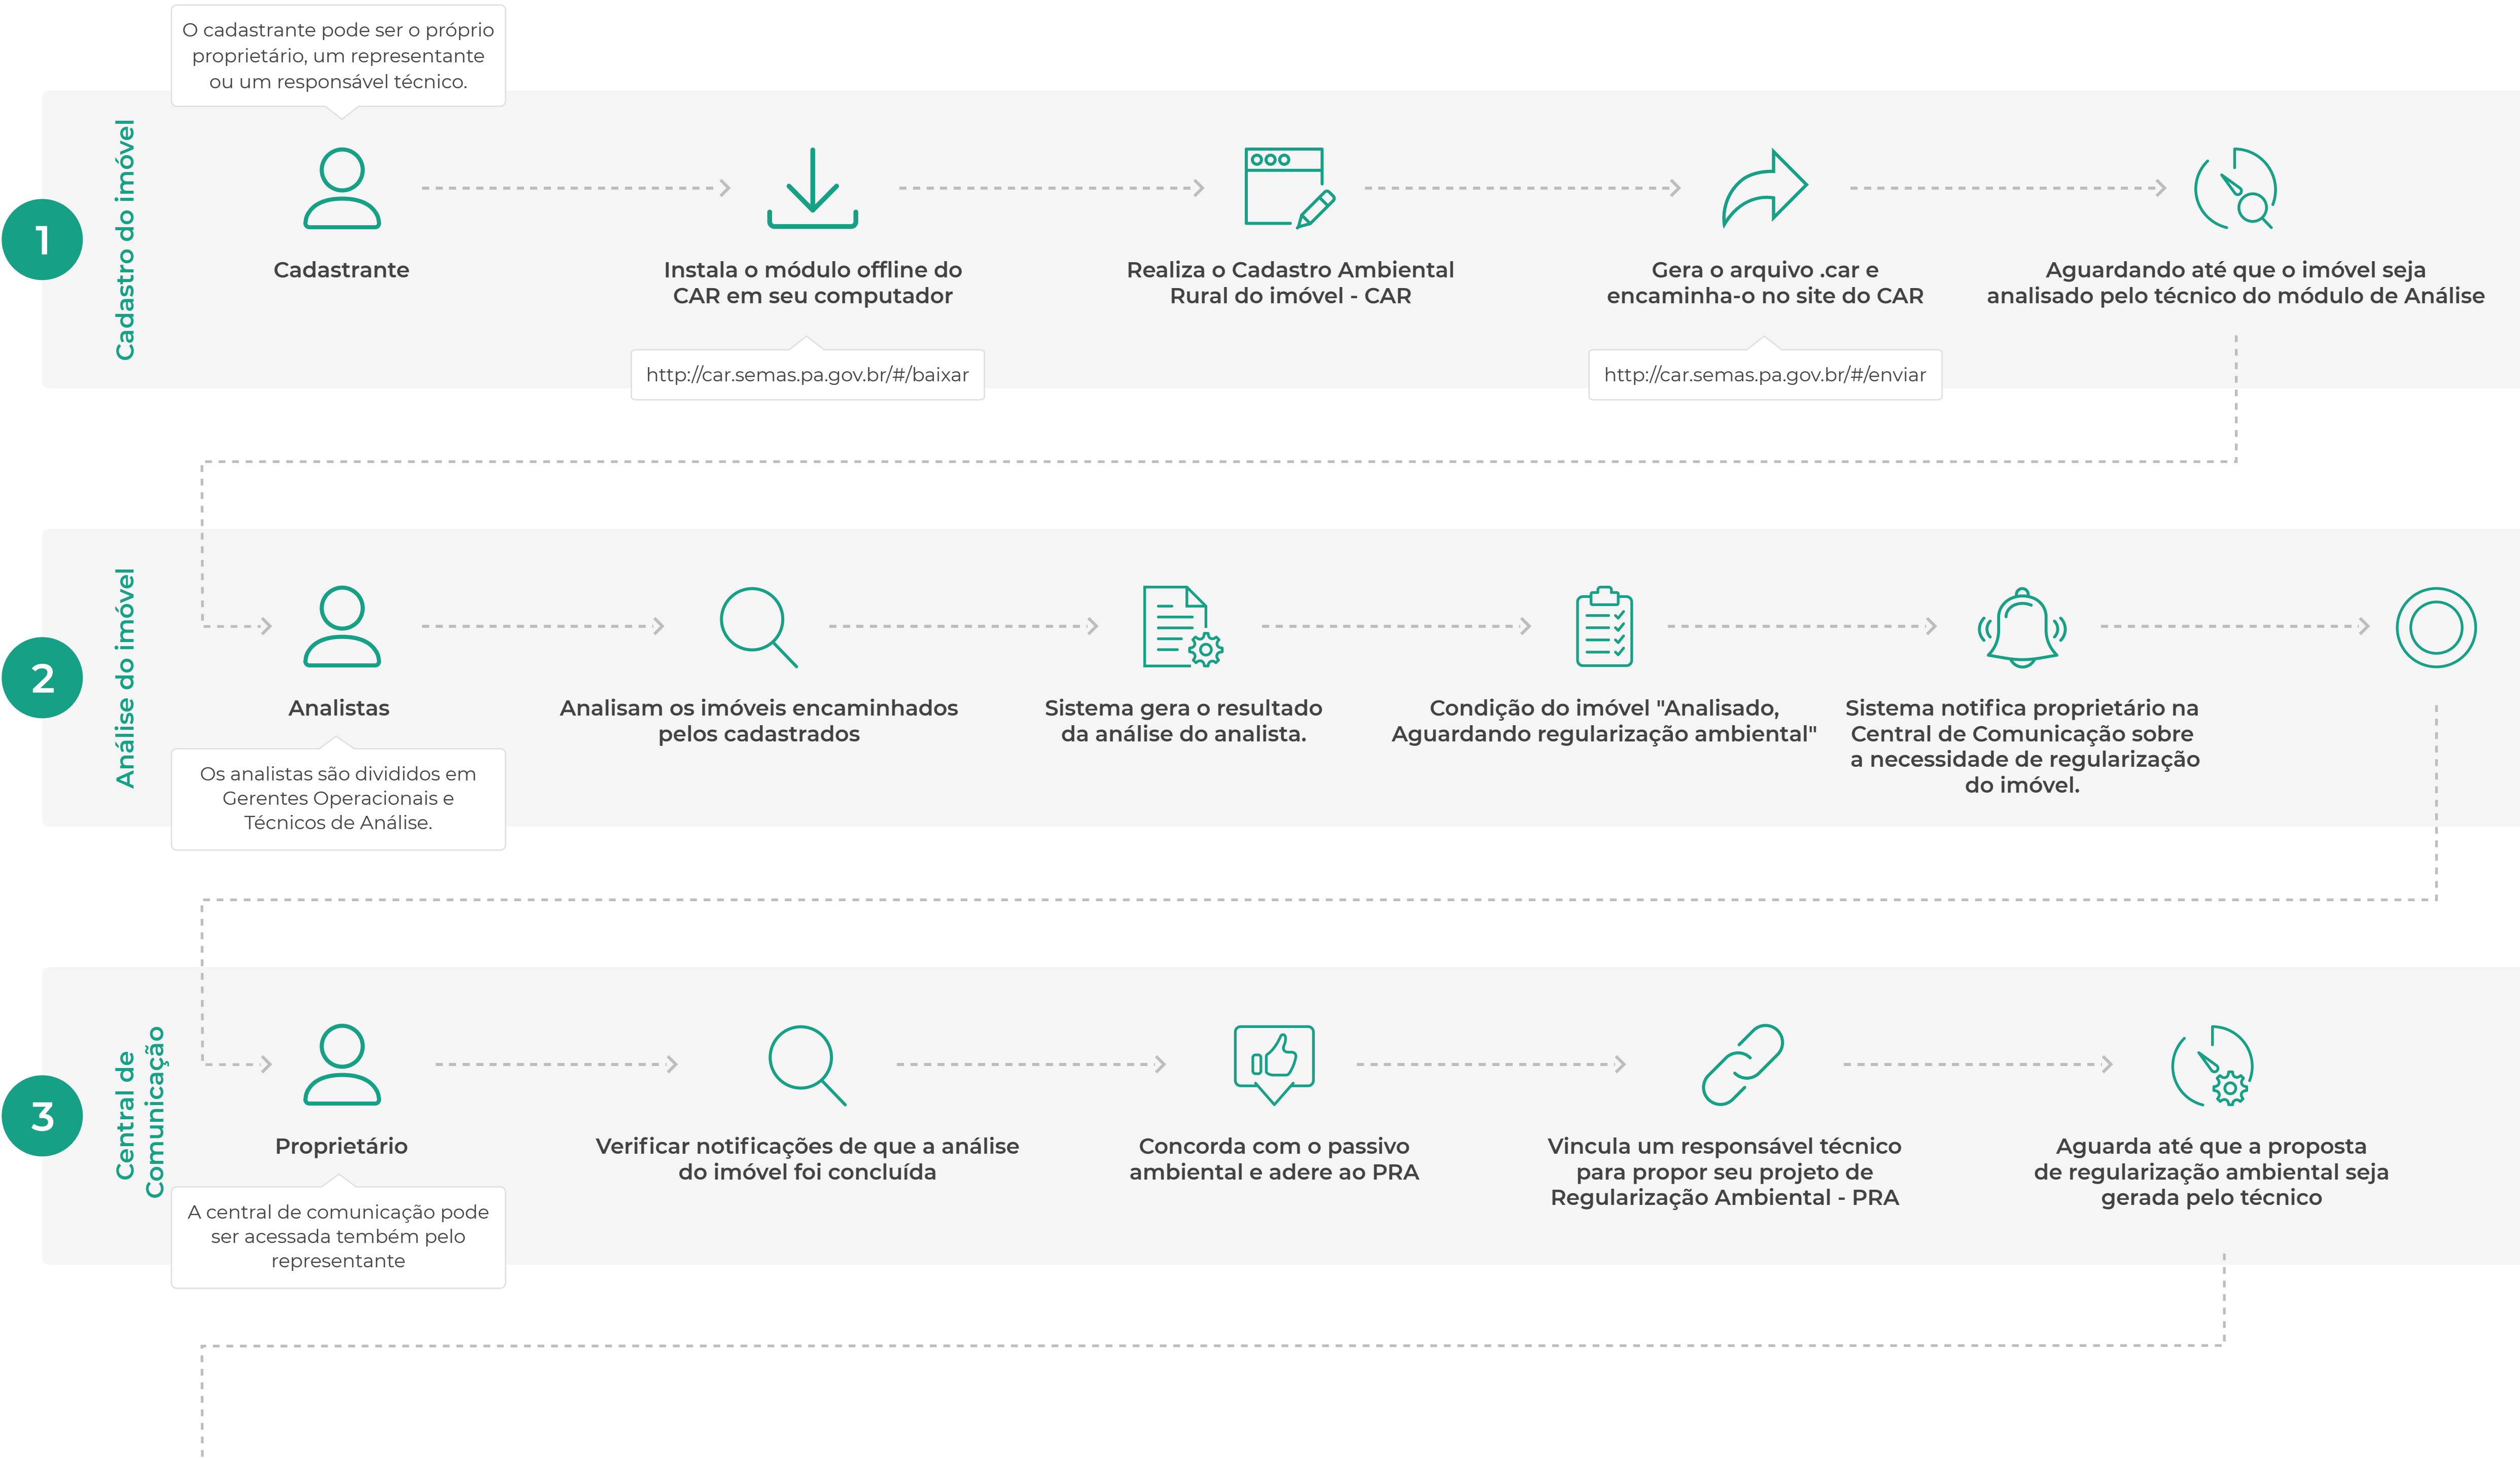 O cadastrante pode ser o próprio
proprietário, um representante
ou um responsável técnico.
1
Cadastro do imóvel
Cadastrante
Instala o módulo offline do
CAR em seu computador
http://car.semas.pa.gov.br/#/baixar
Realiza o Cadastro Ambiental
Rural do imóvel - CAR
Gera o arquivo .car e
encaminha-o no site do CAR
http://car.semas.pa.gov.br/#/enviar
Aguardando até que o imóvel seja
analisado pelo técnico do módulo de Análise
2
Análise do imóvel
Analistas
Os analistas são divididos em
Gerentes Operacionais e
Técnicos de Análise.
Analisam os imóveis encaminhados
pelos cadastrados
Sistema gera o resultado
da análise do analista.
Condição do imóvel "Analisado,
Aguardando regularização ambiental"
Sistema notifica proprietário na
Central de Comunicação sobre
a necessidade de regularização
do imóvel.
3
Central de
Comunicação
Proprietário
A central de comunicação pode
ser acessada tembém pelo
representante
Verificar notificações de que a análise
do imóvel foi concluída
Concorda com o passivo
ambiental e adere ao PRA
Vincula um responsável técnico
para propor seu projeto de
Regularização Ambiental - PRA
Aguarda até que a proposta
de regularização ambiental seja
gerada pelo técnico